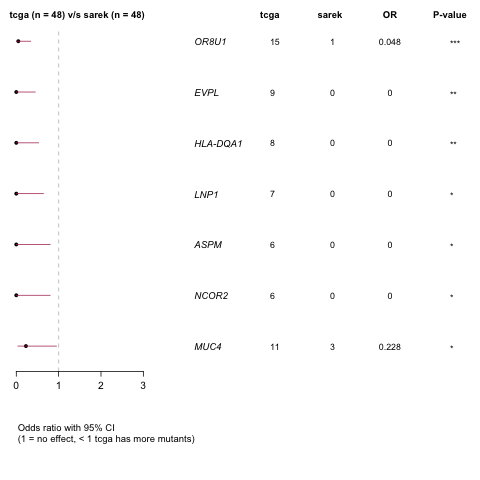 tcga (n = 48) v/s sarek (n = 48) tcga sarek OR P-value
OR8U1 15 1 0.048 ***
EVPL 9 0 0 **
HLA-DQA1 8 0 0 **
LNP1 7 0 0 *
ASPM 6 0 0 *
NCOR2 6 0 0 *
MUC4 11 3 0.228 *
0 1 2 3
Odds ratio with 95% CI
(1 = no effect, < 1 tcga has more mutants)